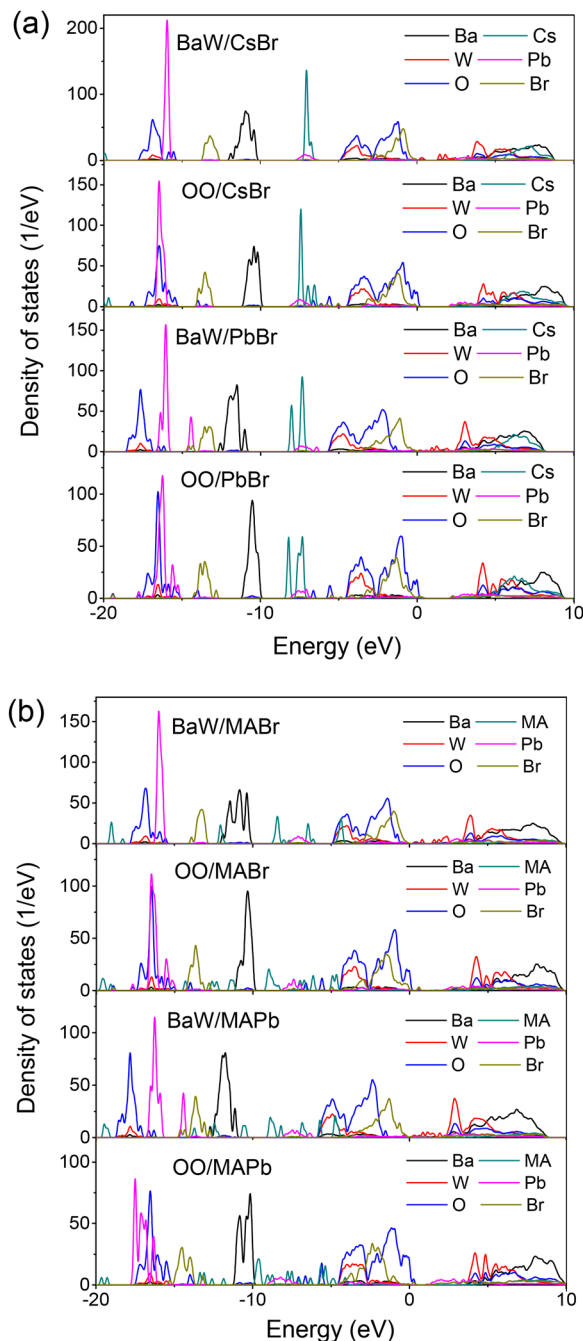 (a)
200
BaW/CsBr
Ba Cs
W Pb
O Br
100
0
150
OO/CsBr
Ba Cs
W Pb
O Br
100
50
0
150
BaW/PbBr
Ba Cs
W Pb
O Br
100
50
0
OO/PbBr
Ba Cs
W Pb
O Br
100
50
0
-20 -10 0 10
Energy (eV)
Density of states (1/eV)
(b)
150
BaW/MABr
Ba MA
W Pb
O Br
100
50
0
OO/MABr
Ba MA
W Pb
O Br
100
50
0
BaW/MAPb
Ba MA
W Pb
O Br
100
50
0
OO/MAPb
Ba MA
W Pb
O Br
100
50
0
-20 -10 0 10
Energy (eV)
Density of states (1/eV)